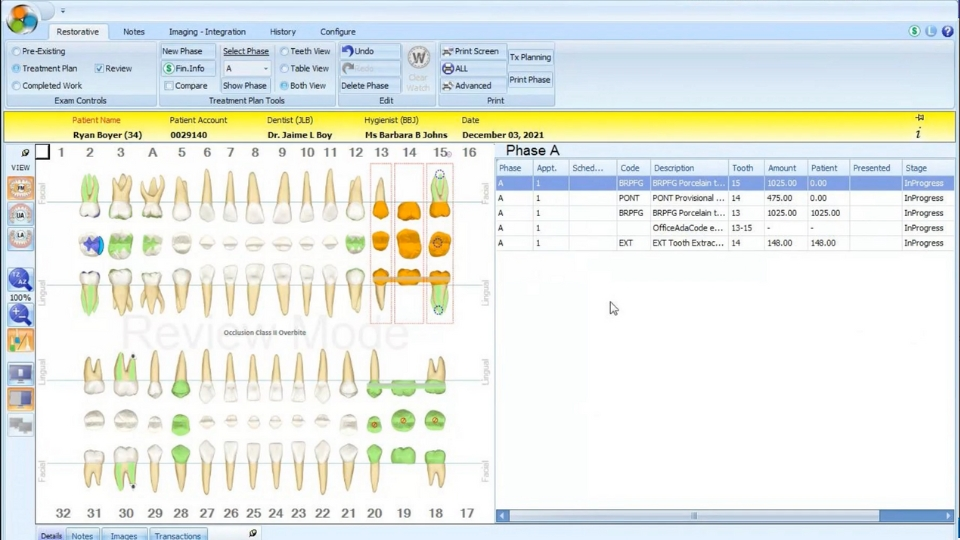 Restorative Notes Imaging - Integration History Configure
Pre-Existing
Treatment Plan Review
Completed Work
Exam Controls
New Phase Select Phase Teeth View
Fin.Info A Table View
Compare Show Phase Both View
Treatment Plan Tools
Undo
Delete Phase
Clear Watch
Edit
Print Screen Tx Planning
ALL
Advanced Print Phase
Print
Patient Name Patient Account Dentist (JLB) Hygienist (BBJ) Date
Ryan Boyer (34) 0029140 Dr. Jaime L Boy Ms Barbara B Johns December 03, 2021
VIEW
FM
UA
LA
100%
1 2 3 A 5 6 7 8 9 10 11 12 13 14 15 16
Facial Facial
Lingual Lingual
Occlusion Class II Overbite
Review Mode
Lingual Lingual
Facial Facial
32 31 30 29 28 27 26 25 24 23 22 21 20 19 18 17
Phase A
Phase Appt. Sched... Code Description Tooth Amount Patient Presented Stage
A 1 BRPFG BRPFG Porcelain t... 15 1025.00 0.00 InProgress
A 1 PONT PONT Provisional ... 14 475.00 0.00 InProgress
A 1 BRPFG BRPFG Porcelain t... 13 1025.00 1025.00 InProgress
A 1 OfficeAdaCode e... 13-15 - - InProgress
A 1 EXT EXT Tooth Extrac... 14 148.00 148.00 InProgress
Details Notes Images Transactions